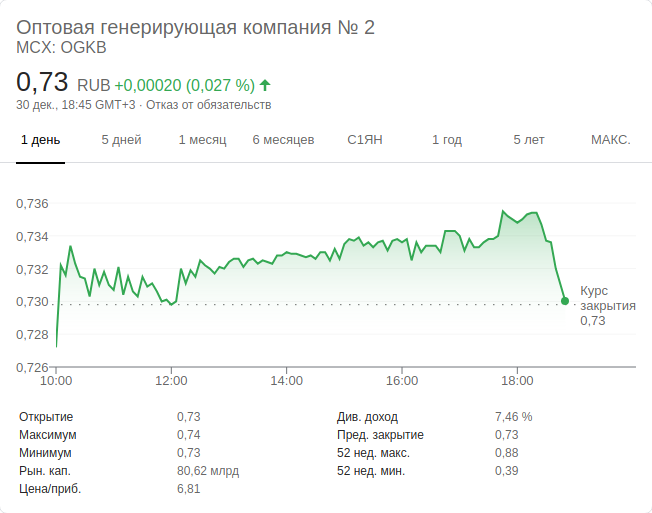 Оптовая генерирующая компания № 2
MCX: OGKB
0,73 RUB +0,00020 (0,027 %)
30 дек., 18:45 GMT+3 · Отказ от обязательств
1 день 5 дней 1 месяц 6 месяцев С1ЯН 1 год 5 лет МАКС.
0,736
0,734
0,732
0,730
0,728
0,726
Курс
закрытия
0,73
10:00 12:00 14:00 16:00 18:00
Открытие 0,73 Див. доход 7,46 %
Максимум 0,74 Пред. закрытие 0,73
Минимум 0,73 52 нед. макс. 0,88
Рын. кап. 80,62 млрд 52 нед. мин. 0,39
Цена/приб. 6,81